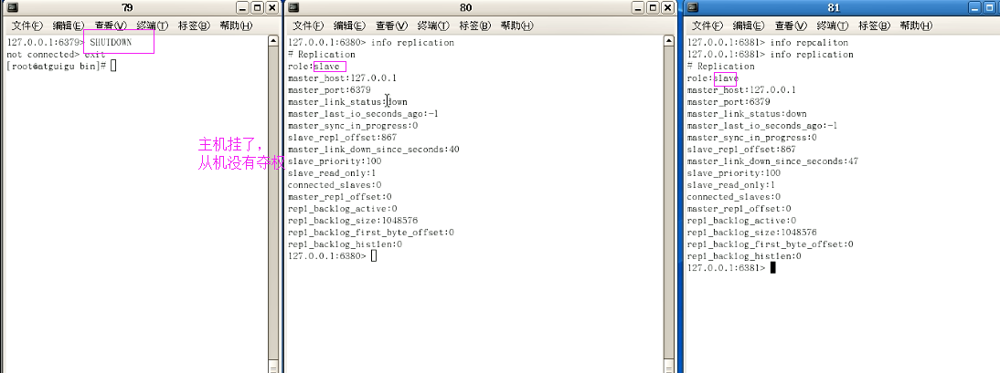 79
文件(F) 编辑(E) 查看(V) 终端(T) 标签(B) 帮助(H)
127.0.0.1:6379> SHUTDOWN
not connected> exit
[root@atguigu bin]#
主机挂了，
从机没有夺权
80
文件(F) 编辑(E) 查看(V) 终端(T) 标签(B) 帮助(H)
127.0.0.1:6380> info replication
# Replication
role:slave
master_host:127.0.0.1
master_port:6379
master_link_status:down
master_last_io_seconds_ago:-1
master_sync_in_progress:0
slave_repl_offset:867
master_link_down_since_seconds:40
slave_priority:100
slave_read_only:1
connected_slaves:0
master_repl_offset:0
repl_backlog_active:0
repl_backlog_size:1048576
repl_backlog_first_byte_offset:0
repl_backlog_histlen:0
127.0.0.1:6380>
81
文件(F) 编辑(E) 查看(V) 终端(T) 标签(B) 帮助(H)
127.0.0.1:6381> info repcaliton
127.0.0.1:6381> info replication
# Replication
role:slave
master_host:127.0.0.1
master_port:6379
master_link_status:down
master_last_io_seconds_ago:-1
master_sync_in_progress:0
slave_repl_offset:867
master_link_down_since_seconds:47
slave_priority:100
slave_read_only:1
connected_slaves:0
master_repl_offset:0
repl_backlog_active:0
repl_backlog_size:1048576
repl_backlog_first_byte_offset:0
repl_backlog_histlen:0
127.0.0.1:6381>